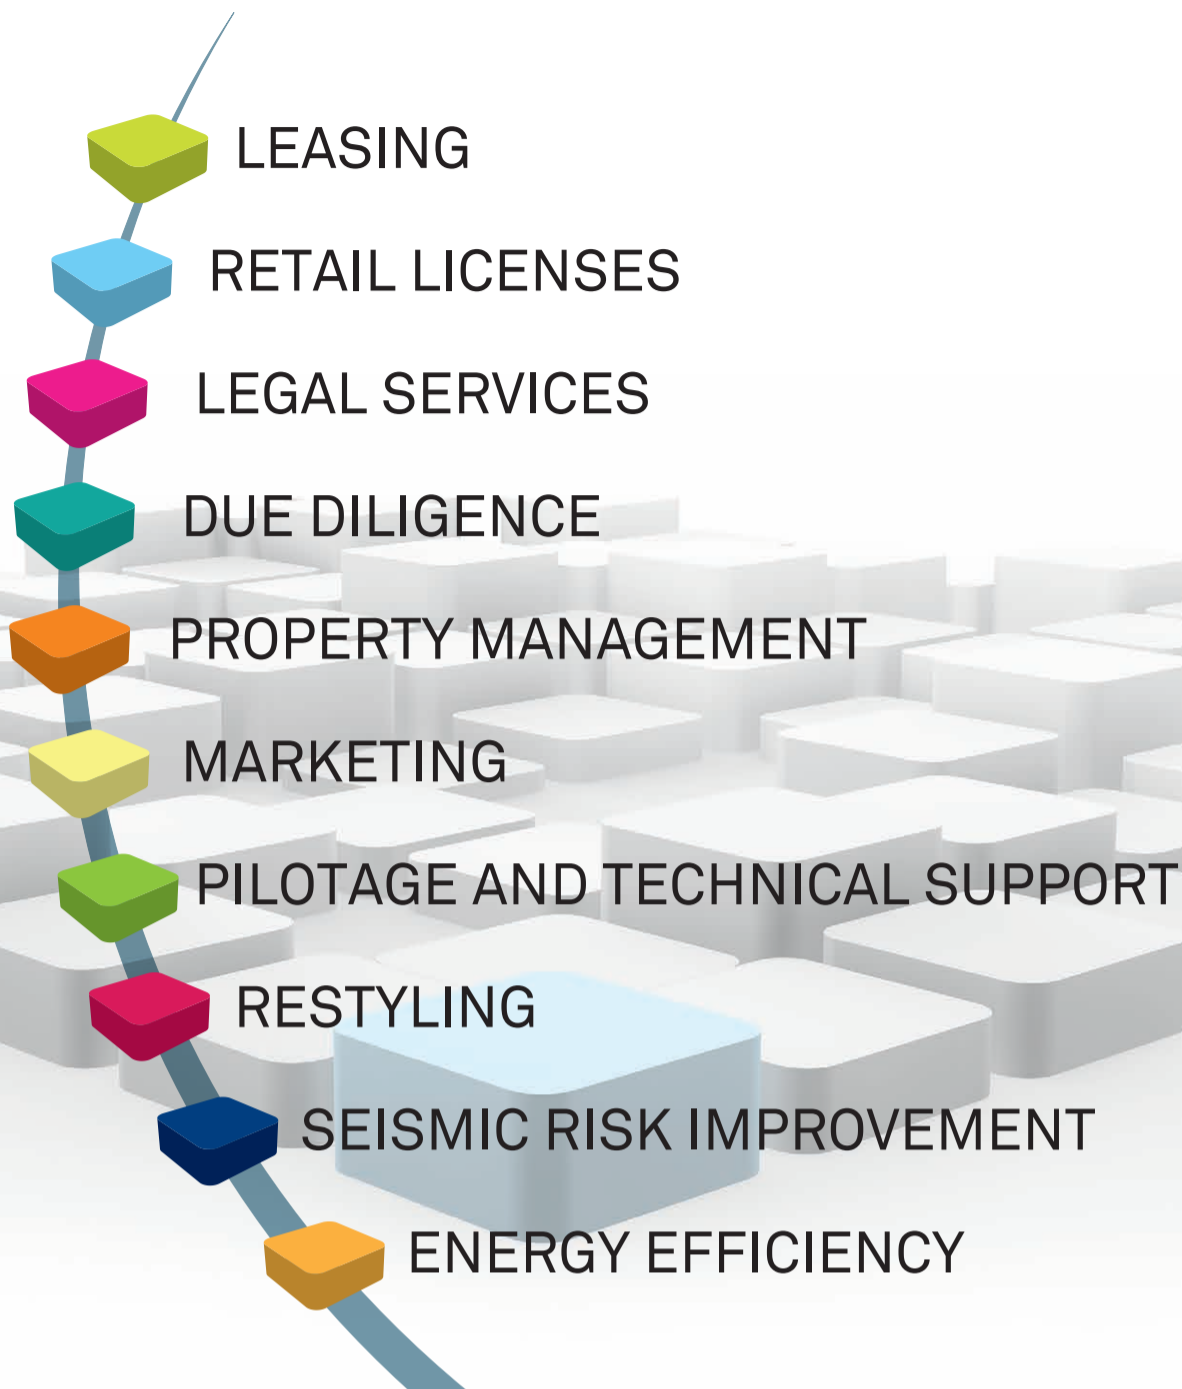 LEASING
RETAIL LICENSES
LEGAL SERVICES
DUE DILIGENCE
PROPERTY MANAGEMENT
MARKETING
PILOTAGE AND TECHNICAL SUPPORT
RESTYLING
SEISMIC RISK IMPROVEMENT
ENERGY EFFICIENCY